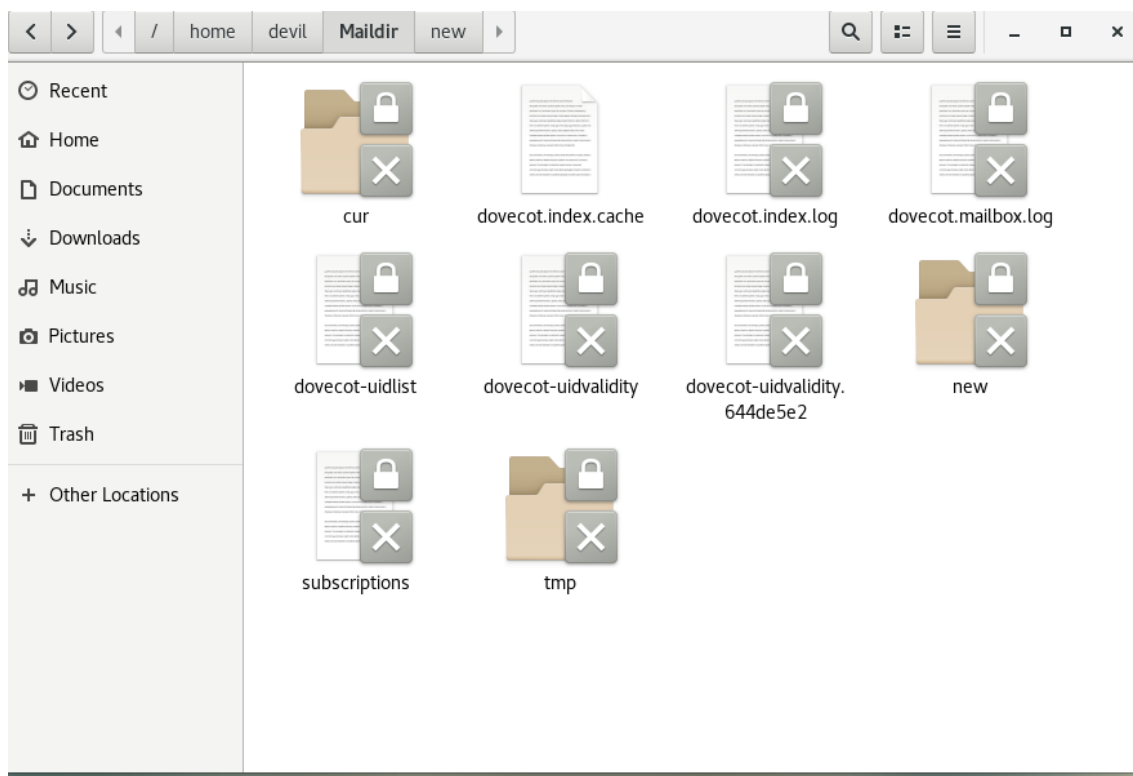 / home devil Maildir new
Recent
Home
Documents
Downloads
Music
Pictures
Videos
Trash
+ Other Locations
cur dovecot.index.cache dovecot.index.log dovecot.mailbox.log
dovecot-uidlist dovecot-uidvalidity dovecot-uidvalidity. new
644de5e2
subscriptions tmp